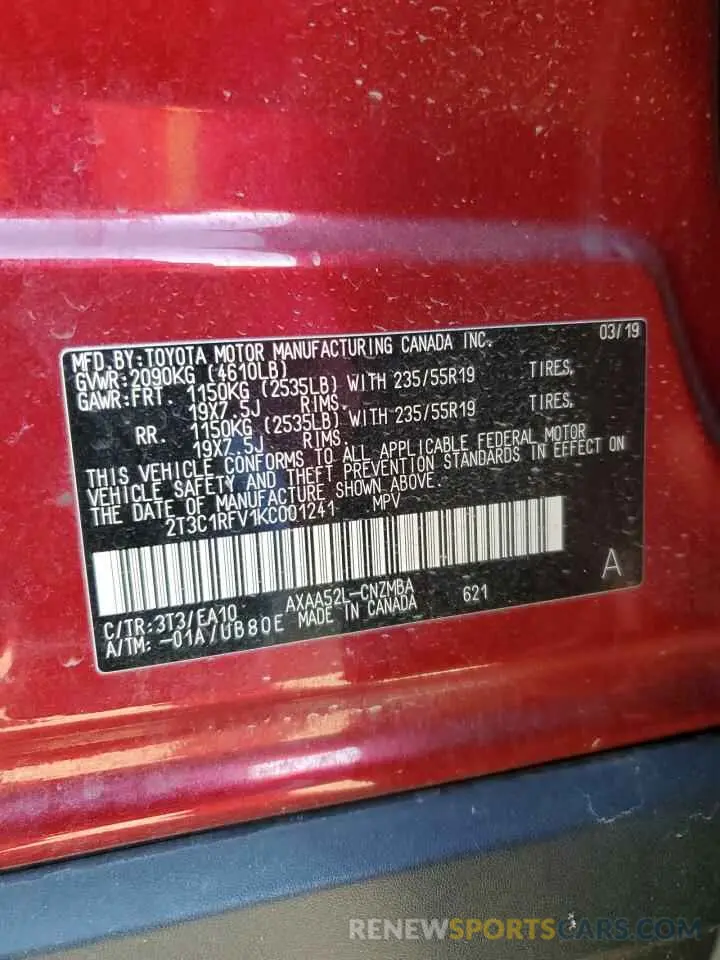 MFD.BY:TOYOTA MOTOR MANUFACTURING CANADA INC. 03/19
GVWR:2090KG (4610LB)
GAWR:FRT. 1150KG (2535LB) WITH 235/55R19 TIRES,
19X7.5J RIMS.
RR. 1150KG (2535LB) WITH 235/55R19 TIRES,
19X7.5J RIMS.
THIS VEHICLE CONFORMS TO ALL APPLICABLE FEDERAL MOTOR
VEHICLE SAFETY AND THEFT PREVENTION STANDARDS IN EFFECT ON
THE DATE OF MANUFACTURE SHOWN ABOVE.
2T3C1RFV1KC001241 MPV
A
C/TR:3T3/EA10 AXAA52L-CNZMBA 621
A/TM:-01A/UB80E MADE IN CANADA
RENEWSPORTSCARS.COM